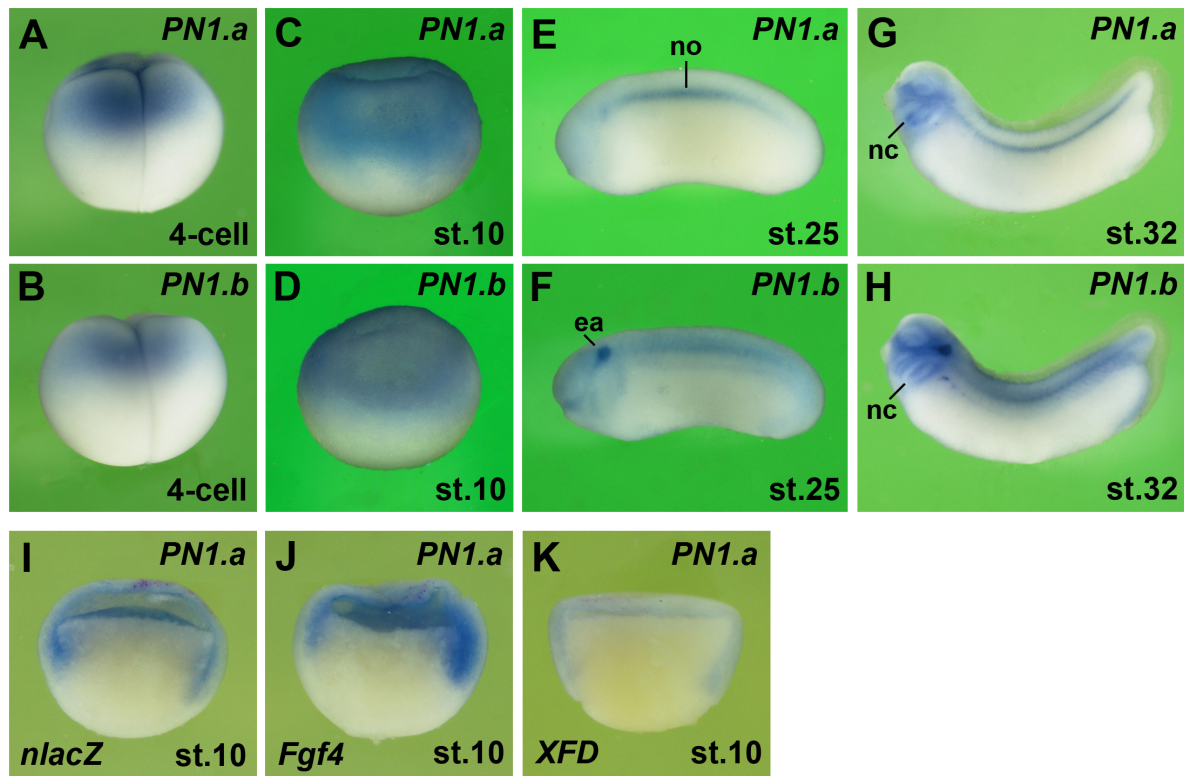 A PN1.a
4-cell
C PN1.a
st.10
E PN1.a
no
st.25
G PN1.a
nc
st.32
B PN1.b
4-cell
D PN1.b
st.10
F PN1.b
ea
st.25
H PN1.b
nc
st.32
I PN1.a
nlacZ st.10
J PN1.a
Fgf4 st.10
K PN1.a
XFD st.10